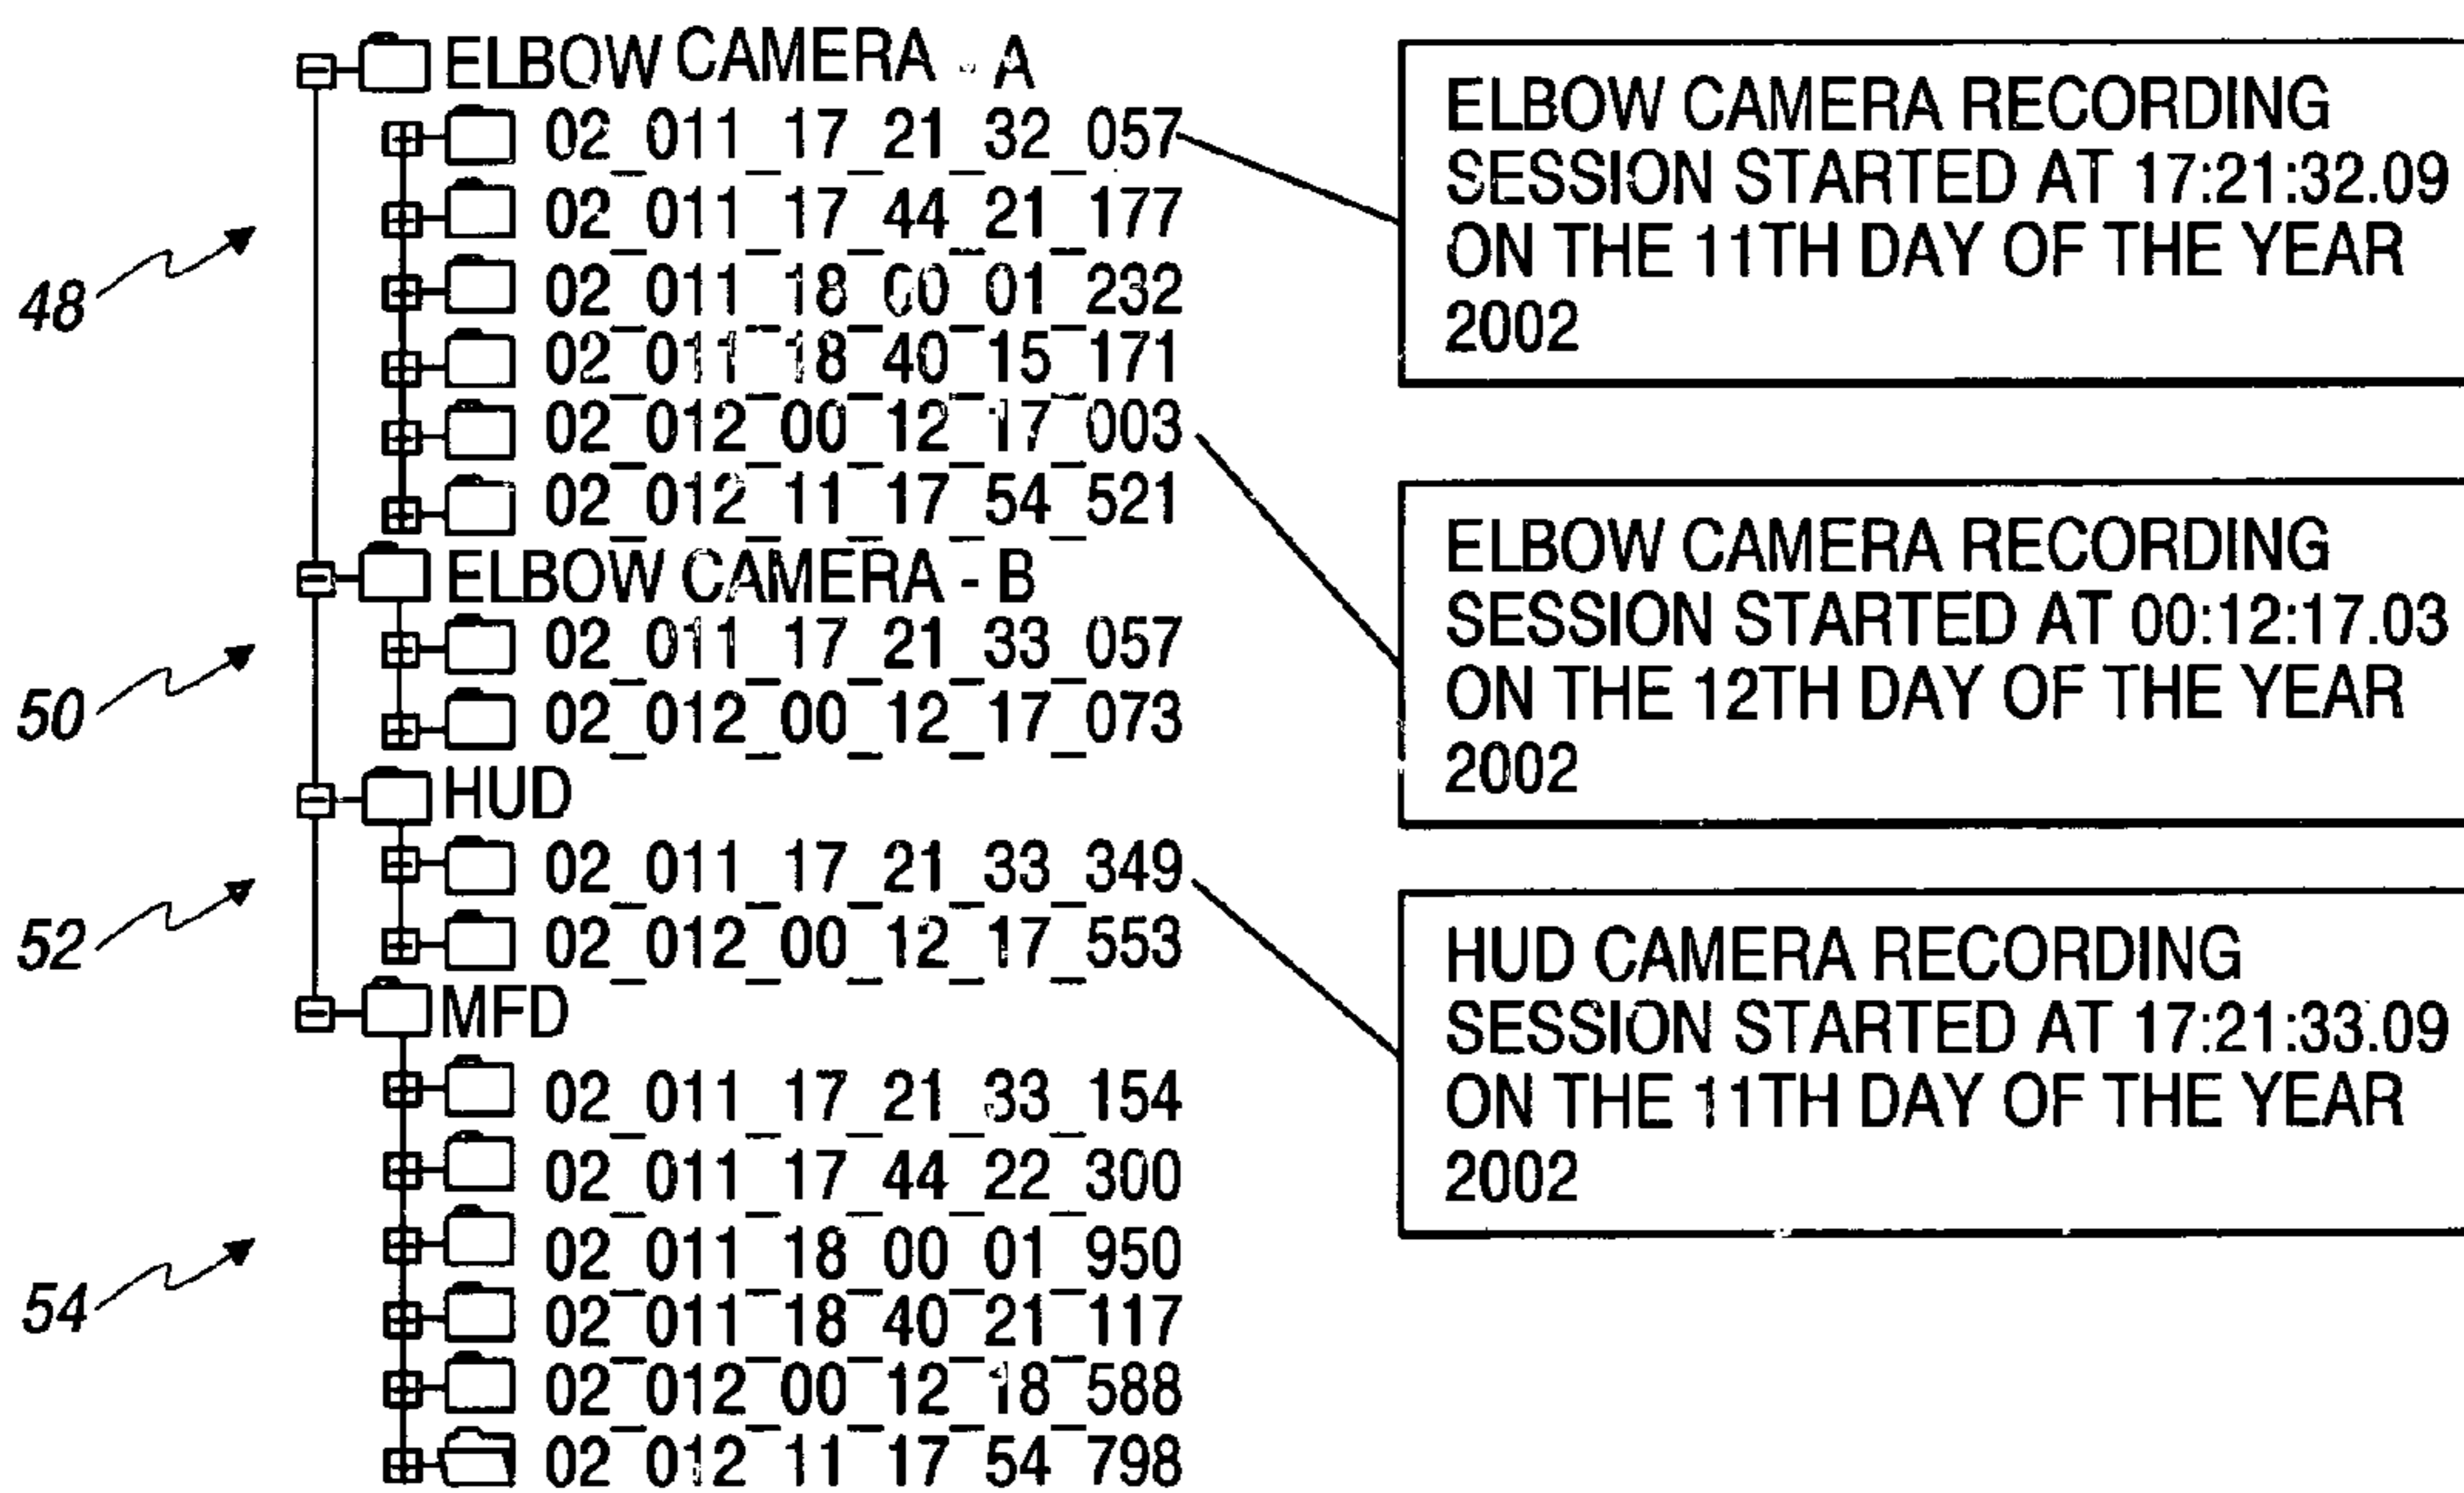 ELBOW CAMERA - A
02_011_17_21_32_057
02_011_17_44_21_177
02_011_18_00_01_232
02_011_18_40_15_171
02_012_00_12_17_003
02_012_11_17_54_521
48
ELBOW CAMERA - B
02_011_17_21_33_057
02_012_00_12_17_073
50
HUD
02_011_17_21_33_349
02_012_00_12_17_553
52
MFD
02_011_17_21_33_154
02_011_17_44_22_300
02_011_18_00_01_950
02_011_18_40_21_117
02_012_00_12_18_588
02_012_11_17_54_798
54
ELBOW CAMERA RECORDING
SESSION STARTED AT 17:21:32.09
ON THE 11TH DAY OF THE YEAR
2002
ELBOW CAMERA RECORDING
SESSION STARTED AT 00:12:17.03
ON THE 12TH DAY OF THE YEAR
2002
HUD CAMERA RECORDING
SESSION STARTED AT 17:21:33.09
ON THE 11TH DAY OF THE YEAR
2002